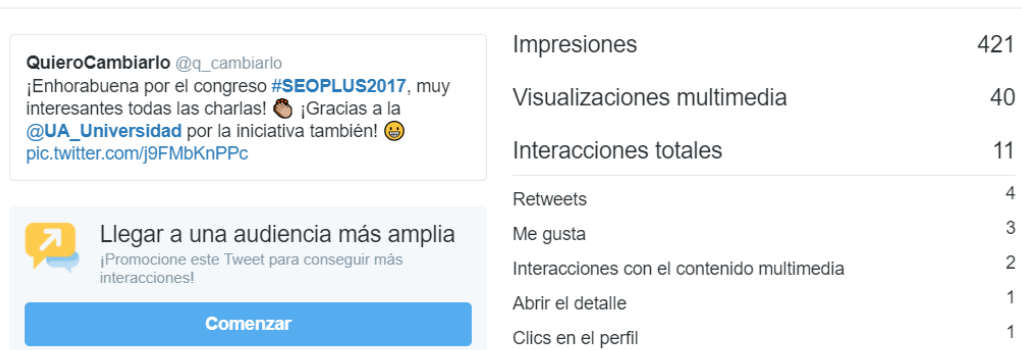 QuieroCambiarlo @q_cambiarlo
¡Enhorabuena por el congreso #SEOPLUS2017, muy
interesantes todas las charlas! 👏🏽 ¡Gracias a la
@UA_Universidad por la iniciativa también! 😀
pic.twitter.com/j9FMbKnPPc
Llegar a una audiencia más amplia
¡Promocione este Tweet para conseguir más
interacciones!
Comenzar
Impresiones 421
Visualizaciones multimedia 40
Interacciones totales 11
Retweets 4
Me gusta 3
Interacciones con el contenido multimedia 2
Abrir el detalle 1
Clics en el perfil 1